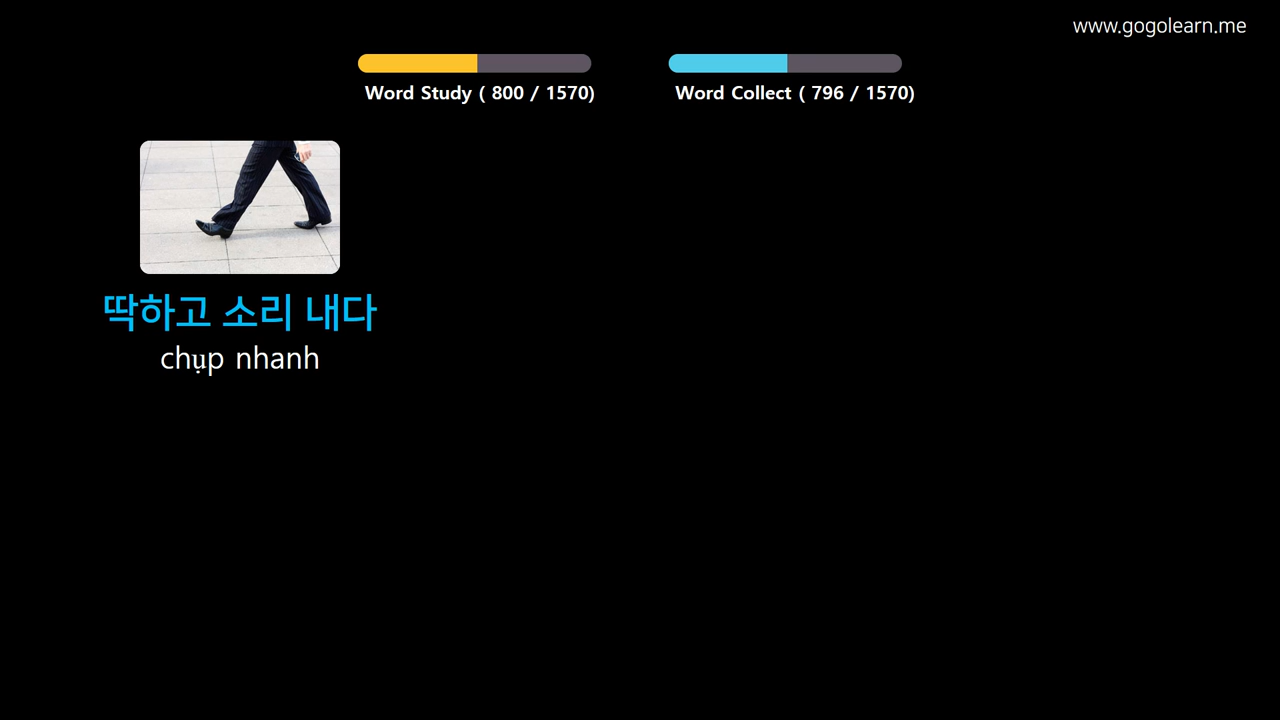 www.gogolearn.me
Word Study ( 800 / 1570)
Word Collect ( 796 / 1570)
딱하고 소리 내다
chụp nhanh